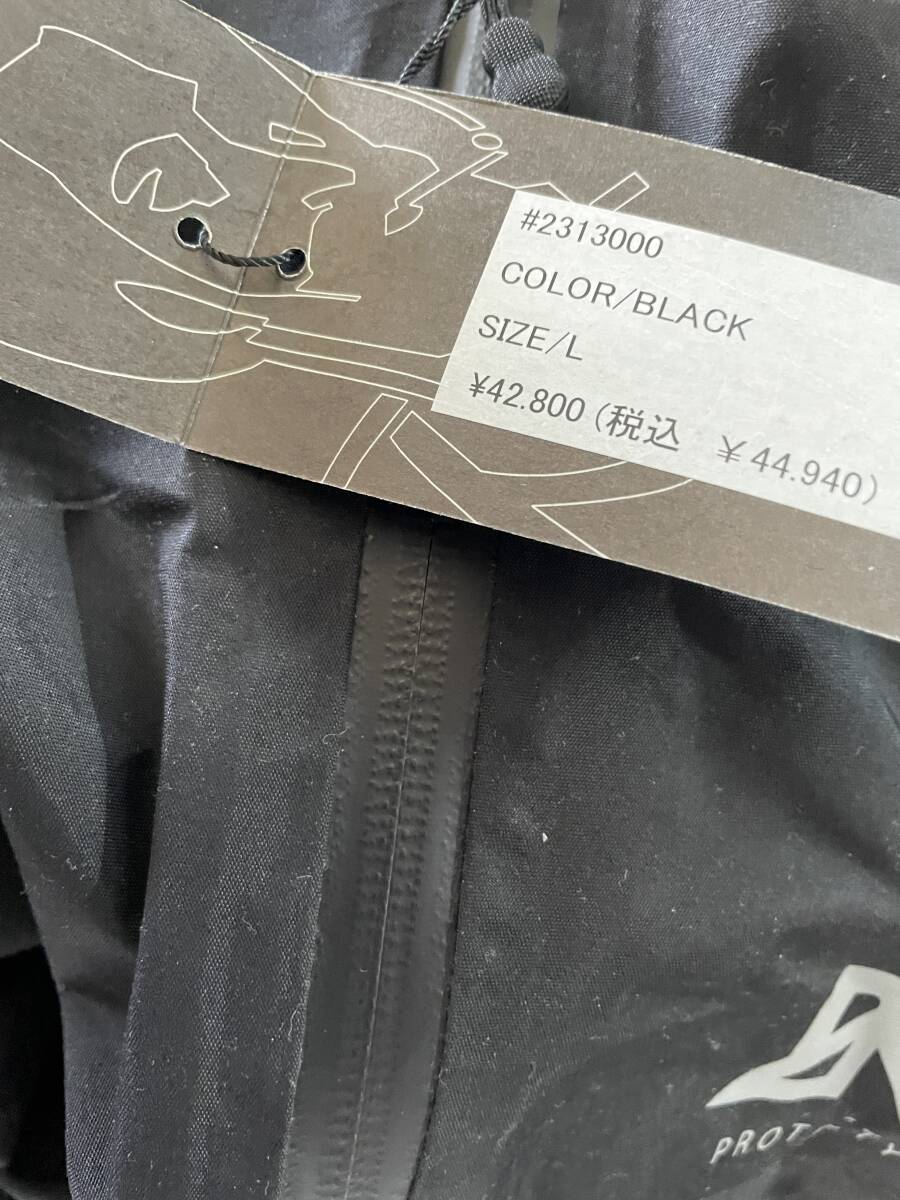 #2313000
COLOR/BLACK
SIZE/L
¥42.800 (税込　￥44.940)